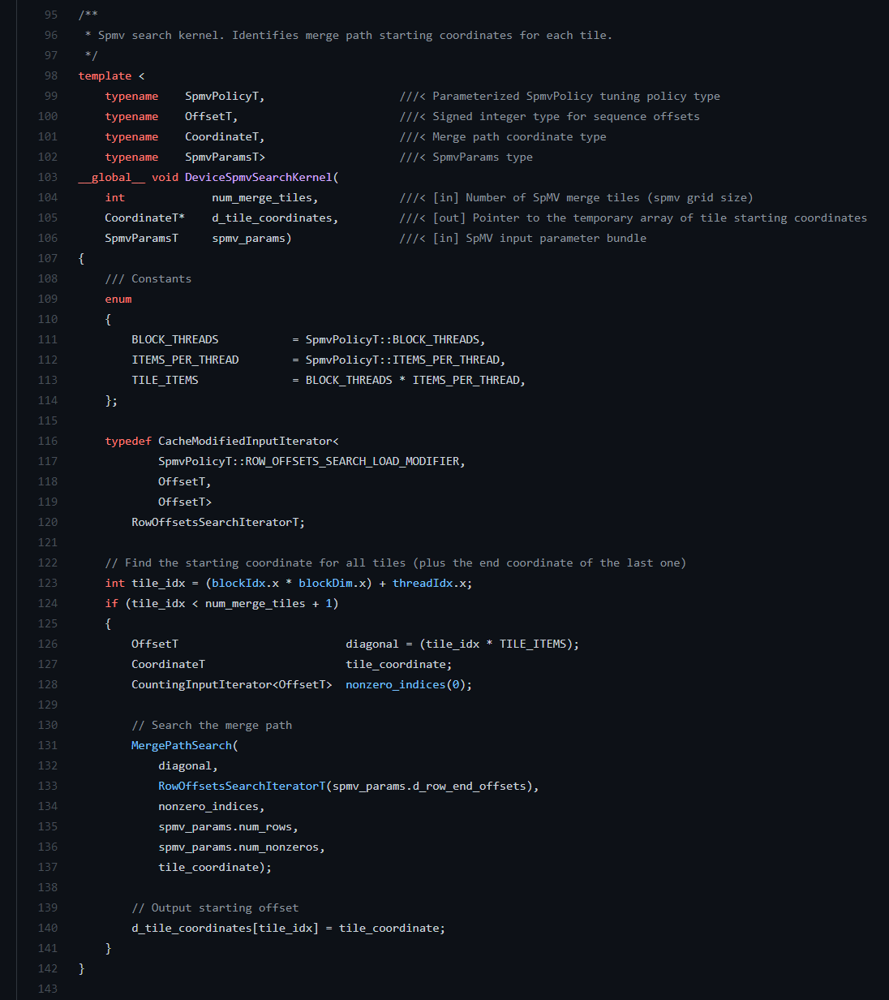 95 /**
96  * Spmv search kernel. Identifies merge path starting coordinates for each tile.
97  */
98 template <
99     typename    SpmvPolicyT,                    ///< Parameterized SpmvPolicy tuning policy type
100     typename    OffsetT,                        ///< Signed integer type for sequence offsets
101     typename    CoordinateT,                    ///< Merge path coordinate type
102     typename    SpmvParamsT>                    ///< SpmvParams type
103 __global__ void DeviceSpmvSearchKernel(
104     int             num_merge_tiles,            ///< [in] Number of SpMV merge tiles (spmv grid size)
105     CoordinateT*    d_tile_coordinates,         ///< [out] Pointer to the temporary array of tile starting coordinates
106     SpmvParamsT     spmv_params)                ///< [in] SpMV input parameter bundle
107 {
108     /// Constants
109     enum
110     {
111         BLOCK_THREADS           = SpmvPolicyT::BLOCK_THREADS,
112         ITEMS_PER_THREAD        = SpmvPolicyT::ITEMS_PER_THREAD,
113         TILE_ITEMS              = BLOCK_THREADS * ITEMS_PER_THREAD,
114     };
115
116     typedef CacheModifiedInputIterator<
117             SpmvPolicyT::ROW_OFFSETS_SEARCH_LOAD_MODIFIER,
118             OffsetT,
119             OffsetT>
120         RowOffsetsSearchIteratorT;
121
122     // Find the starting coordinate for all tiles (plus the end coordinate of the last one)
123     int tile_idx = (blockIdx.x * blockDim.x) + threadIdx.x;
124     if (tile_idx < num_merge_tiles + 1)
125     {
126         OffsetT                         diagonal = (tile_idx * TILE_ITEMS);
127         CoordinateT                     tile_coordinate;
128         CountingInputIterator<OffsetT>  nonzero_indices(0);
129
130         // Search the merge path
131         MergePathSearch(
132             diagonal,
133             RowOffsetsSearchIteratorT(spmv_params.d_row_end_offsets),
134             nonzero_indices,
135             spmv_params.num_rows,
136             spmv_params.num_nonzeros,
137             tile_coordinate);
138
139         // Output starting offset
140         d_tile_coordinates[tile_idx] = tile_coordinate;
141     }
142 }
143